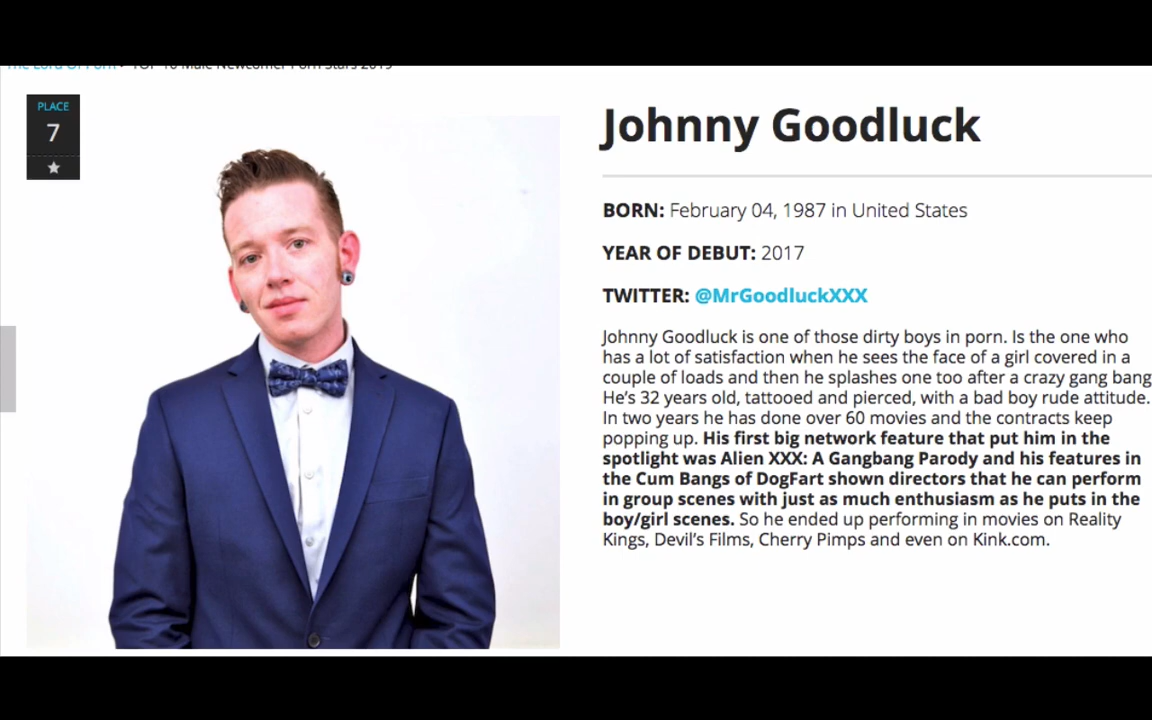 PLACE
7
Johnny Goodluck
BORN: February 04, 1987 in United States
YEAR OF DEBUT: 2017
TWITTER: @MrGoodluckXXX
Johnny Goodluck is one of those dirty boys in porn. Is the one who
has a lot of satisfaction when he sees the face of a girl covered in a
couple of loads and then he splashes one too after a crazy gang bang
He's 32 years old, tattooed and pierced, with a bad boy rude attitude.
In two years he has done over 60 movies and the contracts keep
popping up. His first big network feature that put him in the
spotlight was Alien XXX: A Gangbang Parody and his features in
the Cum Bangs of DogFart shown directors that he can perform
in group scenes with just as much enthusiasm as he puts in the
boy/girl scenes. So he ended up performing in movies on Reality
Kings, Devil's Films, Cherry Pimps and even on Kink.com.